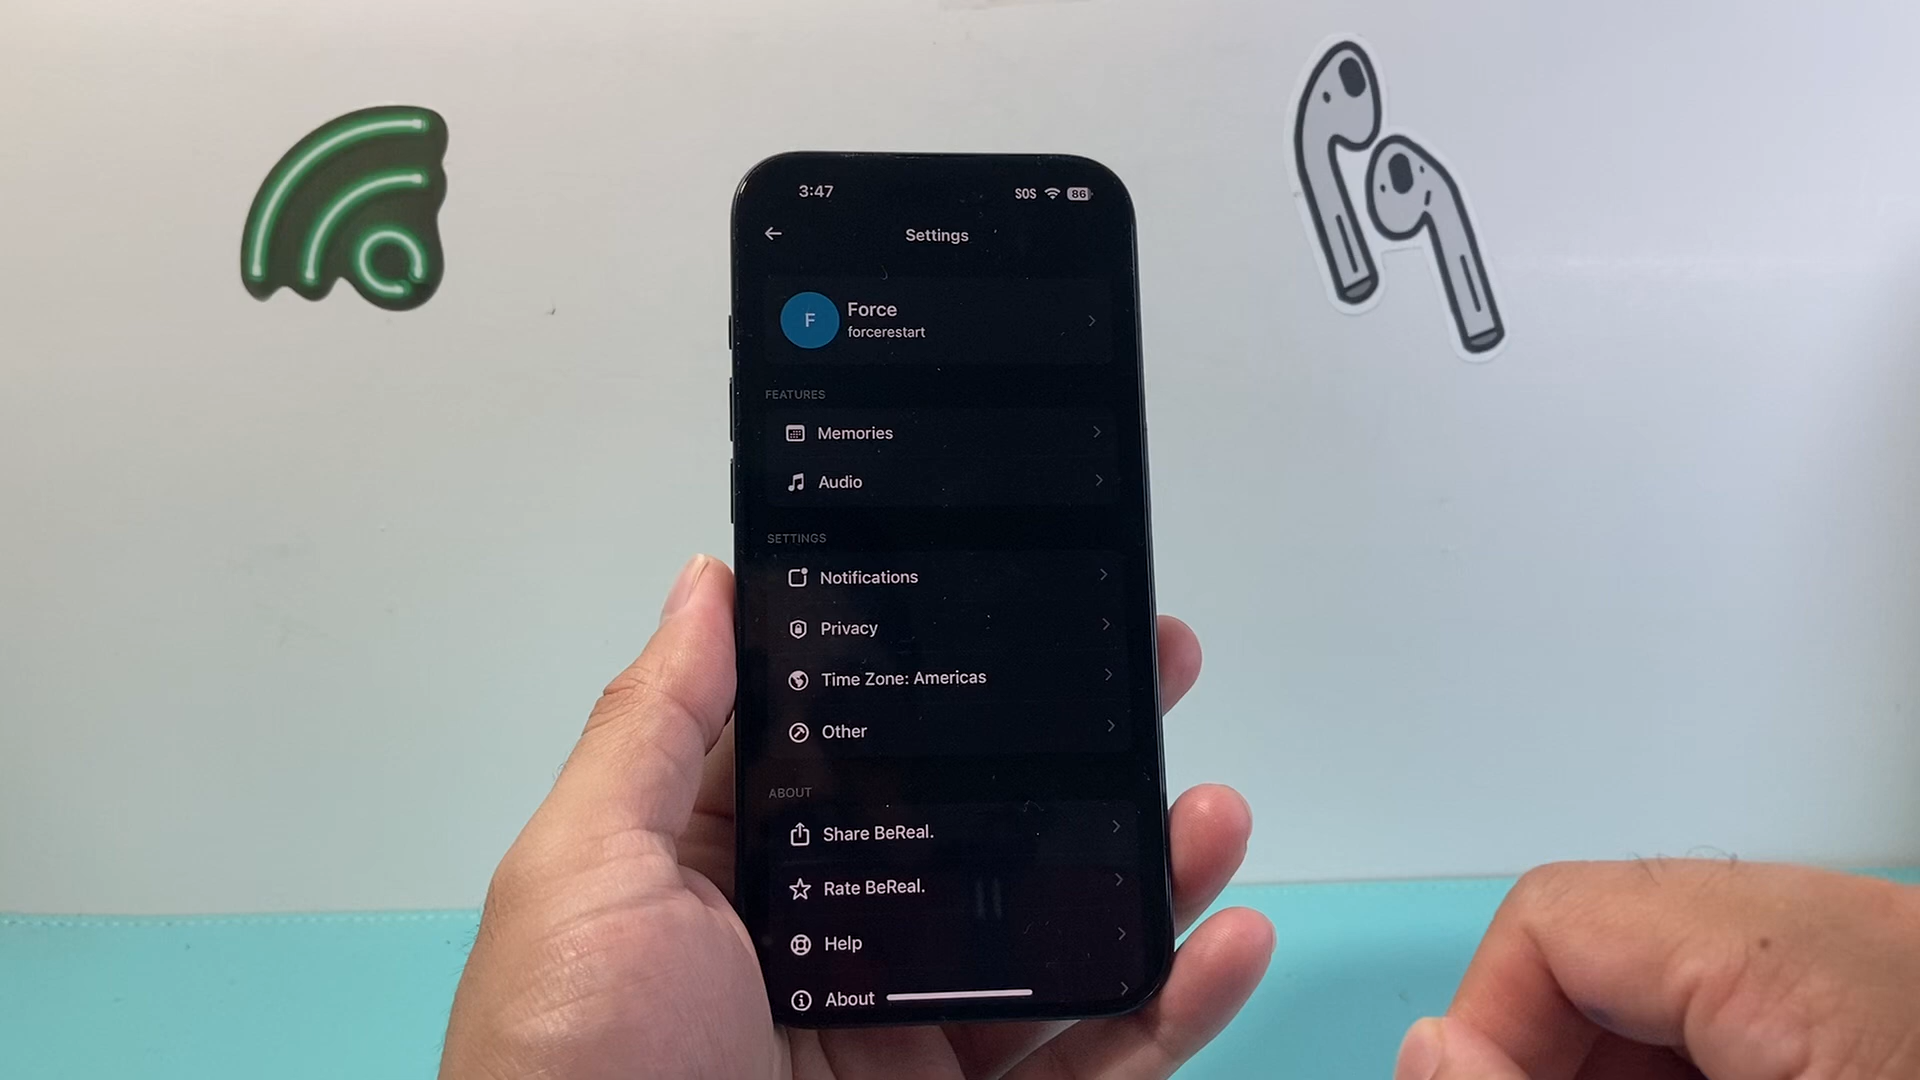 3:47
SOS 86
Settings
F
Force
forcerestart
FEATURES
Memories
Audio
SETTINGS
Notifications
Privacy
Time Zone: Americas
Other
ABOUT
Share BeReal.
Rate BeReal.
Help
About